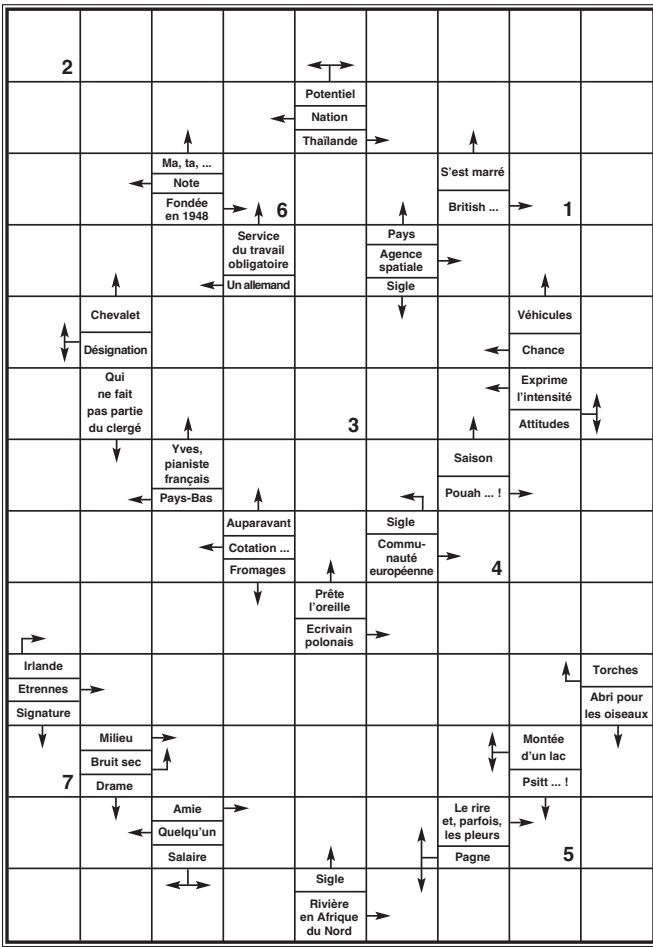 2
Potentiel
Nation
Thaïlande
Ma, ta, ...
Note
Fondée
en 1948
6
S'est marré
British ...
1
Service
du travail
obligatoire
Un allemand
Pays
Agence
spatiale
Sigle
Chevalet
Désignation
Véhicules
Chance
Qui
ne fait
pas partie
du clergé
3
Exprime
l'intensité
Attitudes
Yves,
pianiste
français
Pays-Bas
Saison
Pouah ... !
Auparavant
Cotation ...
Fromages
Sigle
Commu-
nauté
européenne
4
Prête
l'oreille
Ecrivain
polonais
Irlande
Etrennes
Signature
Torches
Abri pour
les oiseaux
7
Milieu
Bruit sec
Drame
Montée
d'un lac
Psitt ... !
Amie
Quelqu'un
Salaire
Le rire
et, parfois,
les pleurs
Pagne
5
Sigle
Rivière
en Afrique
du Nord